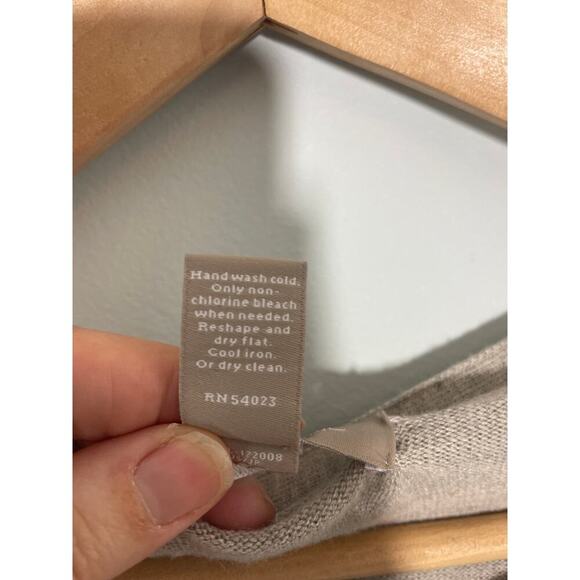 Hand wash cold.
Only non-
chlorine bleach
when needed.
Reshape and
dry flat.
Cool iron.
Or dry clean.
RN 54023